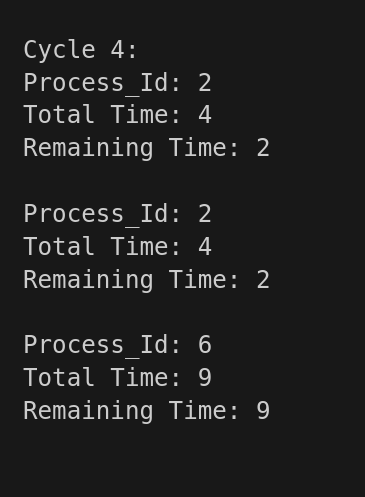 Cycle 4:
Process_Id: 2
Total Time: 4
Remaining Time: 2
Process_Id: 2
Total Time: 4
Remaining Time: 2
Process_Id: 6
Total Time: 9
Remaining Time: 9